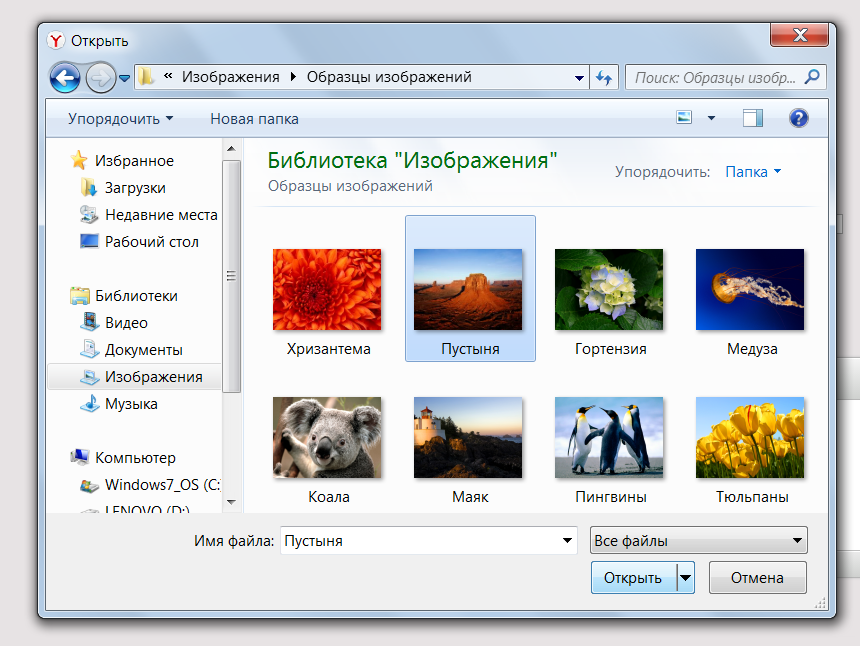 Открыть
« Изображения Образцы изображений
Поиск: Образцы изобр...
Упорядочить Новая папка
Избранное
Загрузки
Недавние места
Рабочий стол
Библиотеки
Видео
Документы
Изображения
Музыка
Компьютер
Windows7_OS (C:
LENOVO (D:)
Библиотека "Изображения"
Образцы изображений
Упорядочить: Папка
Хризантема Пустыня Гортензия Медуза
Коала Маяк Пингвины Тюльпаны
Имя файла: Пустыня Все файлы
Открыть Отмена